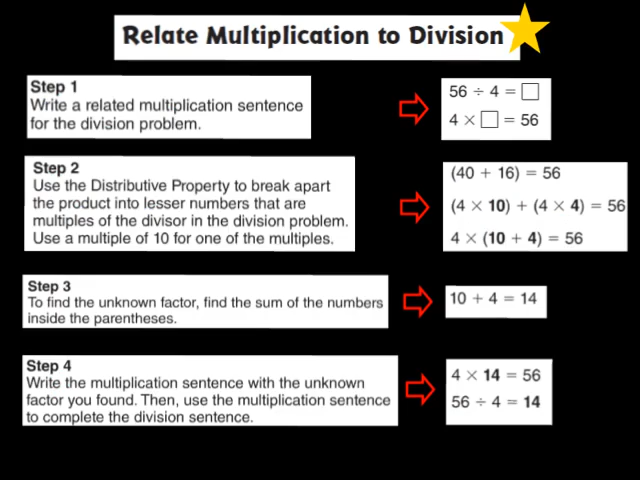 Relate Multiplication to Division
Step 1
Write a related multiplication sentence
for the division problem.
56 ÷ 4 = □
4 × □ = 56
Step 2
Use the Distributive Property to break apart
the product into lesser numbers that are
multiples of the divisor in the division problem.
Use a multiple of 10 for one of the multiples.
(40 + 16) = 56
(4 × 10) + (4 × 4) = 56
4 × (10 + 4) = 56
Step 3
To find the unknown factor, find the sum of the numbers
inside the parentheses.
10 + 4 = 14
Step 4
Write the multiplication sentence with the unknown
factor you found. Then, use the multiplication sentence
to complete the division sentence.
4 × 14 = 56
56 ÷ 4 = 14